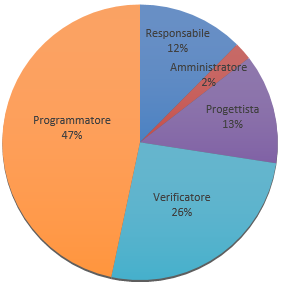 Responsabile
12%
Amministratore
2%
Progettista
13%
Verificatore
26%
Programmatore
47%